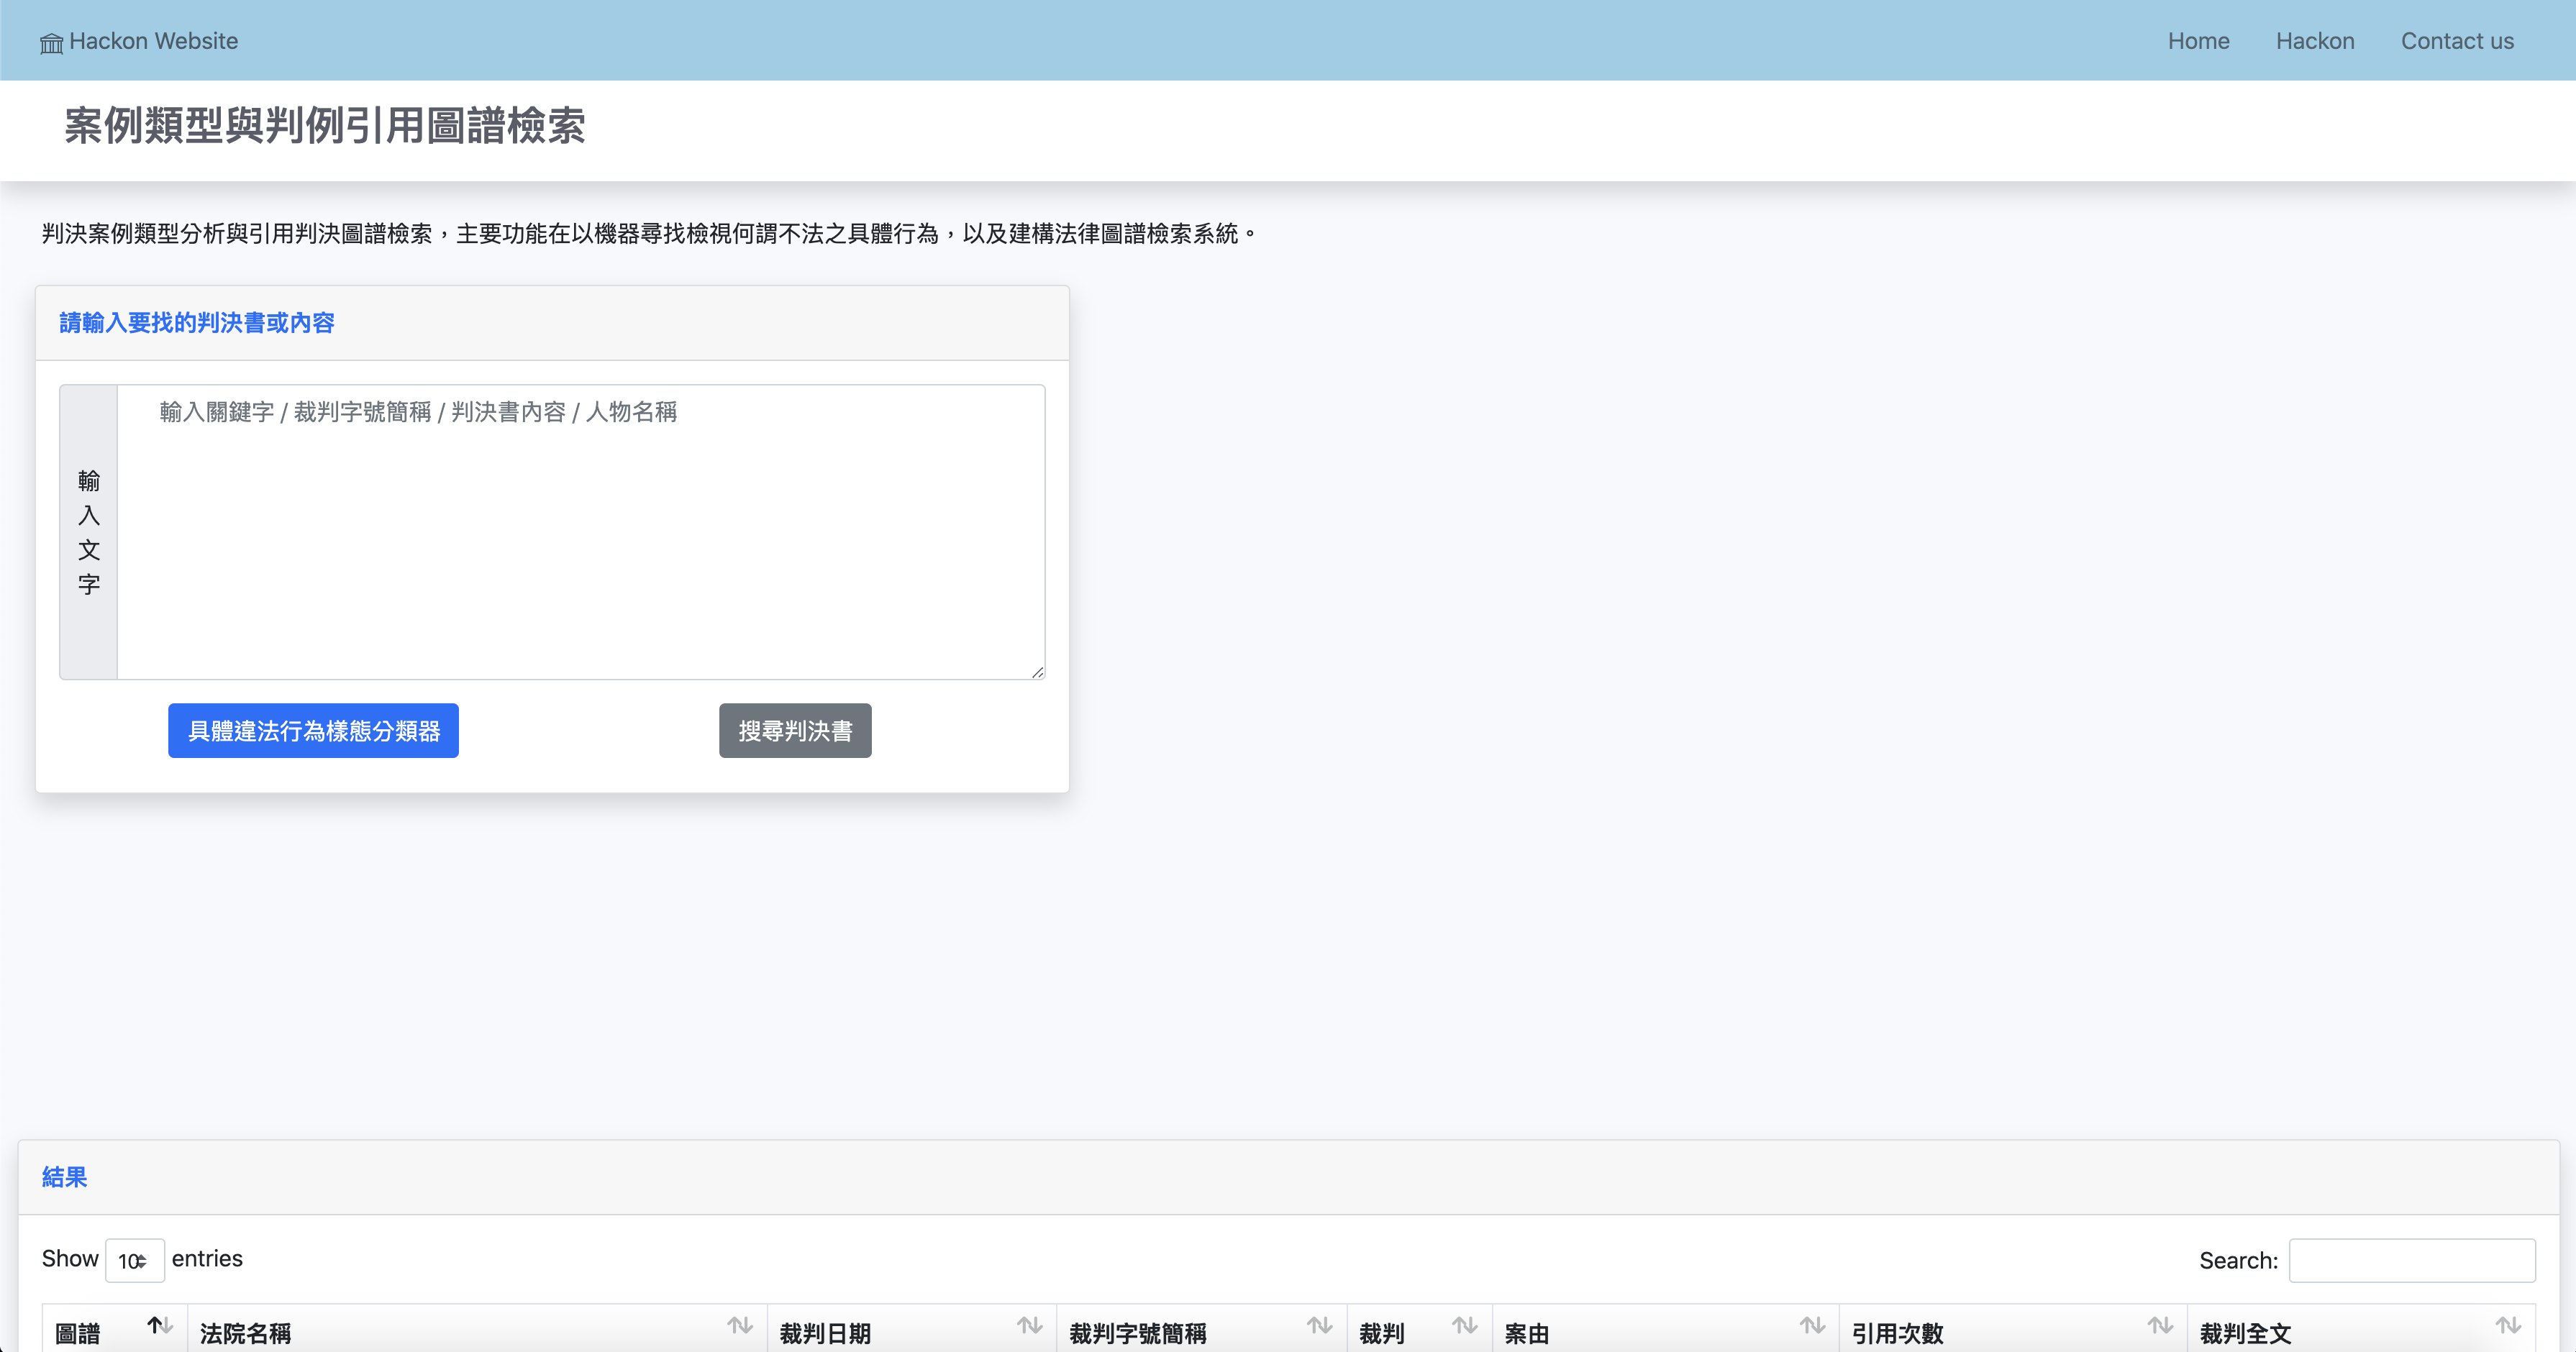 Hackon Website
Home Hackon Contact us
案例類型與判例引用圖譜檢索
判決案例類型分析與引用判決圖譜檢索，主要功能在以機器尋找檢視何謂不法之具體行為，以及建構法律圖譜檢索系統。
請輸入要找的判決書或內容
輸入文字
輸入關鍵字 / 裁判字號簡稱 / 判決書內容 / 人物名稱
具體違法行為樣態分類器 搜尋判決書
結果
Show 10 entries Search:
圖譜 法院名稱 裁判日期 裁判字號簡稱 裁判 案由 引用次數 裁判全文